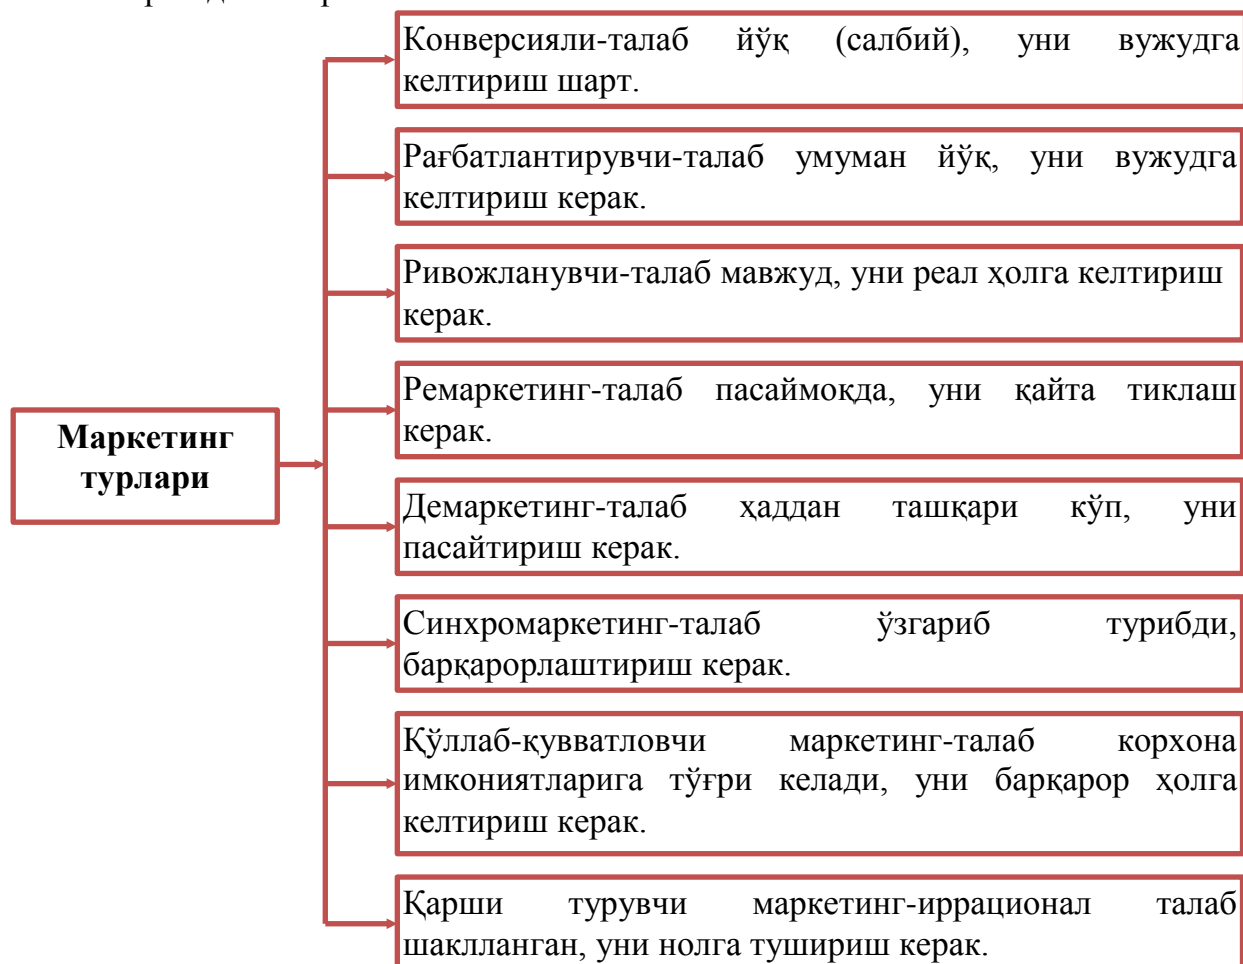 Конверсияли-талаб йўқ (салбий), уни вужудга
келтириш шарт.
Рағбатлантирувчи-талаб умуман йўқ, уни вужудга
келтириш керак.
Ривожланувчи-талаб мавжуд, уни реал ҳолга келтириш
керак.
Ремаркетинг-талаб пасаймоқда, уни қайта тиклаш
керак.
Маркетинг
турлари
Демаркетинг-талаб ҳаддан ташқари кўп, уни
пасайтириш керак.
Синхромаркетинг-талаб ўзгариб турибди,
барқарорлаштириш керак.
Қўллаб-қувватловчи маркетинг-талаб корхона
имкониятларига тўғри келади, уни барқарор ҳолга
келтириш керак.
Қарши турувчи маркетинг-иррационал талаб
шаклланган, уни нолга тушириш керак.